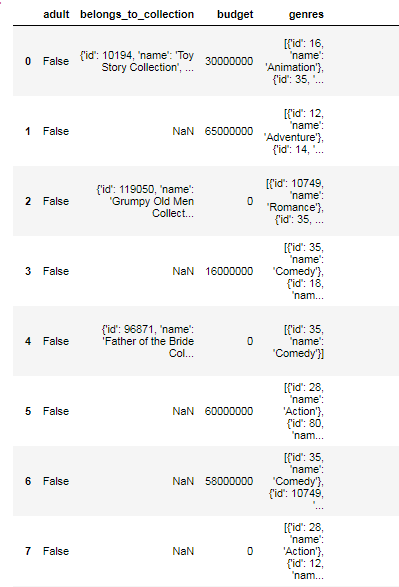 adult belongs_to_collection budget genres
[{'id': 16,
'name':
0 False {'id': 10194, 'name': 'Toy Story Collection', ... 30000000 'Animation'},
{'id': 35, '...
[{'id': 12,
'name':
1 False NaN 65000000 'Adventure'},
{'id': 14, '...
[{'id': 10749,
'name':
2 False {'id': 119050, 'name': 'Grumpy Old Men Collect... 0 'Romance'},
{'id': 35, ...
[{'id': 35,
'name':
3 False NaN 16000000 'Comedy'},
{'id': 18,
'nam...
4 False {'id': 96871, 'name': 'Father of the Bride Col... 0 [{'id': 35,
'name':
'Comedy'}]
[{'id': 28,
'name':
5 False NaN 60000000 'Action'},
{'id': 80,
'nam...
[{'id': 35,
'name':
6 False NaN 58000000 'Comedy'},
{'id': 10749,
'...
[{'id': 28,
'name':
7 False NaN 0 'Action'},
{'id': 12,
'nam...